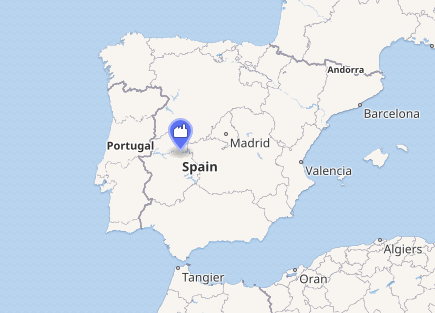 Andorra
Barcelona
Madrid
Portugal
Spain
Valencia
Algiers
Tangier
Oran